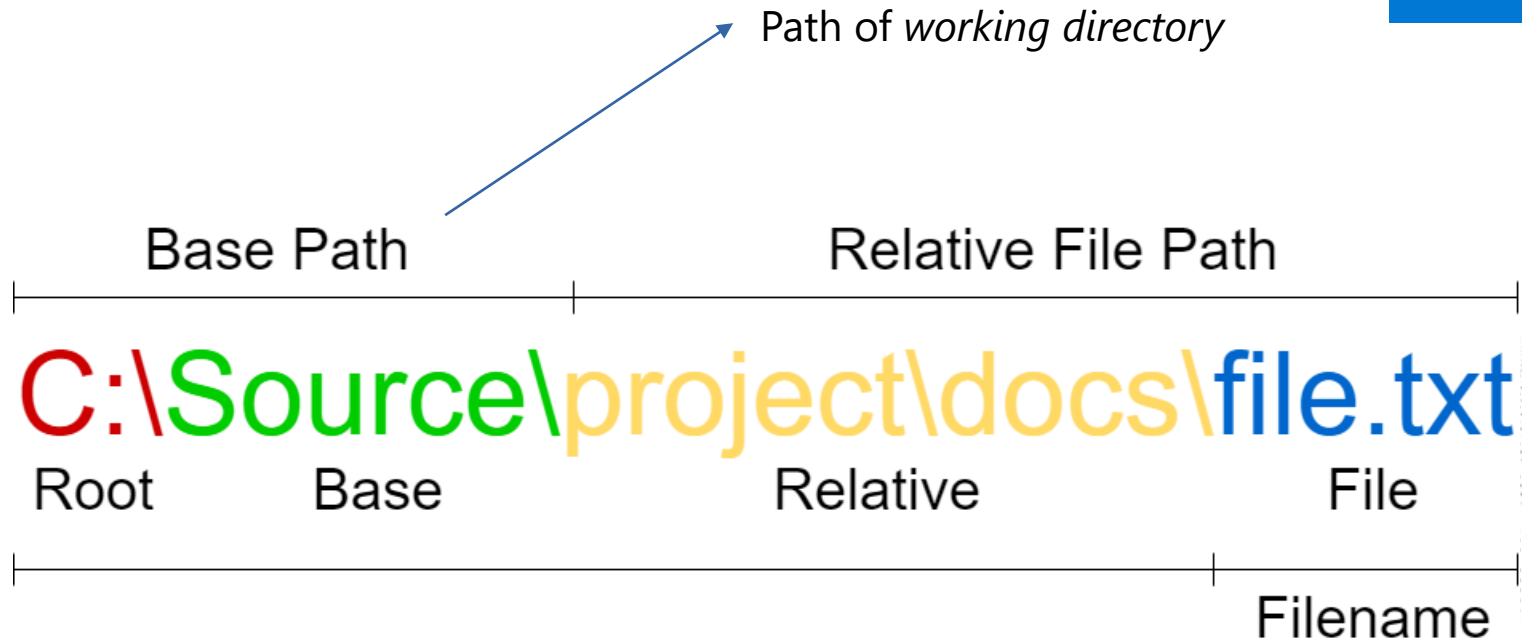 Path of working directory
Base Path Relative File Path
C:\Source\project\docs\file.txt
Root Base Relative File
Filename